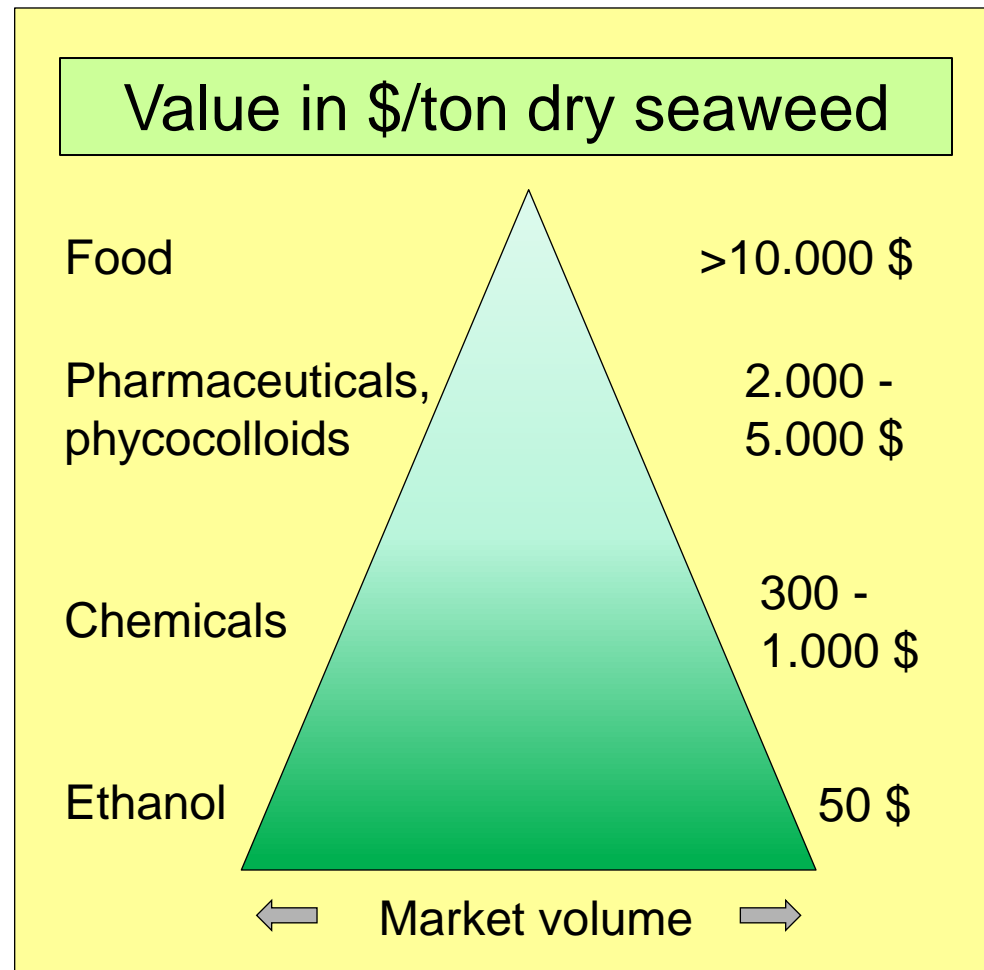 Value in $/ton dry seaweed
Food
>10.000 $
Pharmaceuticals,
phycocolloids
2.000 -
5.000 $
Chemicals
300 -
1.000 $
Ethanol
50 $
Market volume